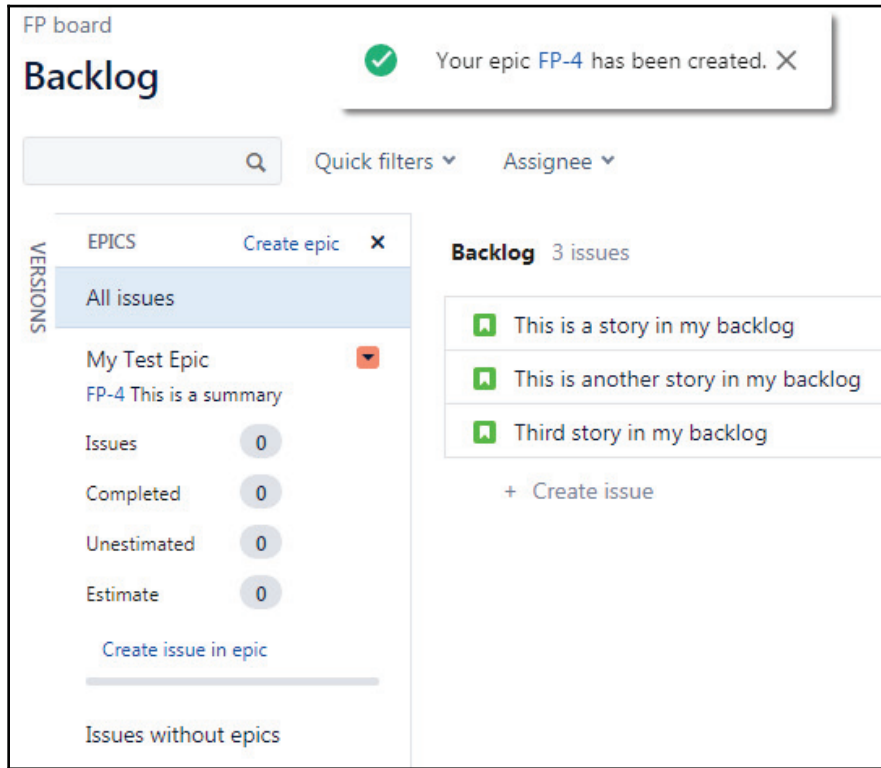 FP board
Your epic FP-4 has been created.
Backlog
Quick filters
Assignee
VERSIONS
EPICS Create epic
All issues
My Test Epic
FP-4 This is a summary
Issues 0
Completed 0
Unestimated 0
Estimate 0
Create issue in epic
Issues without epics
Backlog 3 issues
This is a story in my backlog
This is another story in my backlog
Third story in my backlog
+ Create issue